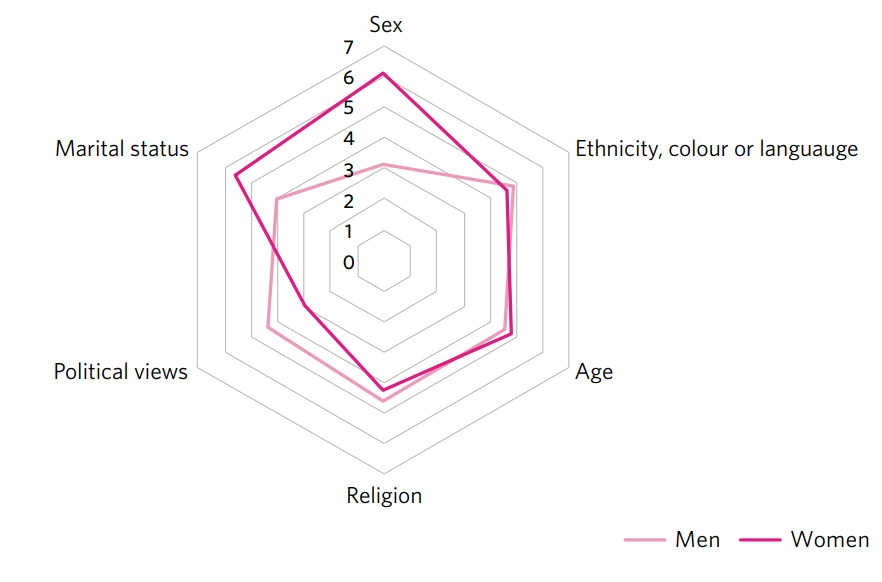 Sex
7
6
5
4
3
2
1
0
Marital status
Ethnicity, colour or languauge
Political views
Age
Religion
Men
Women